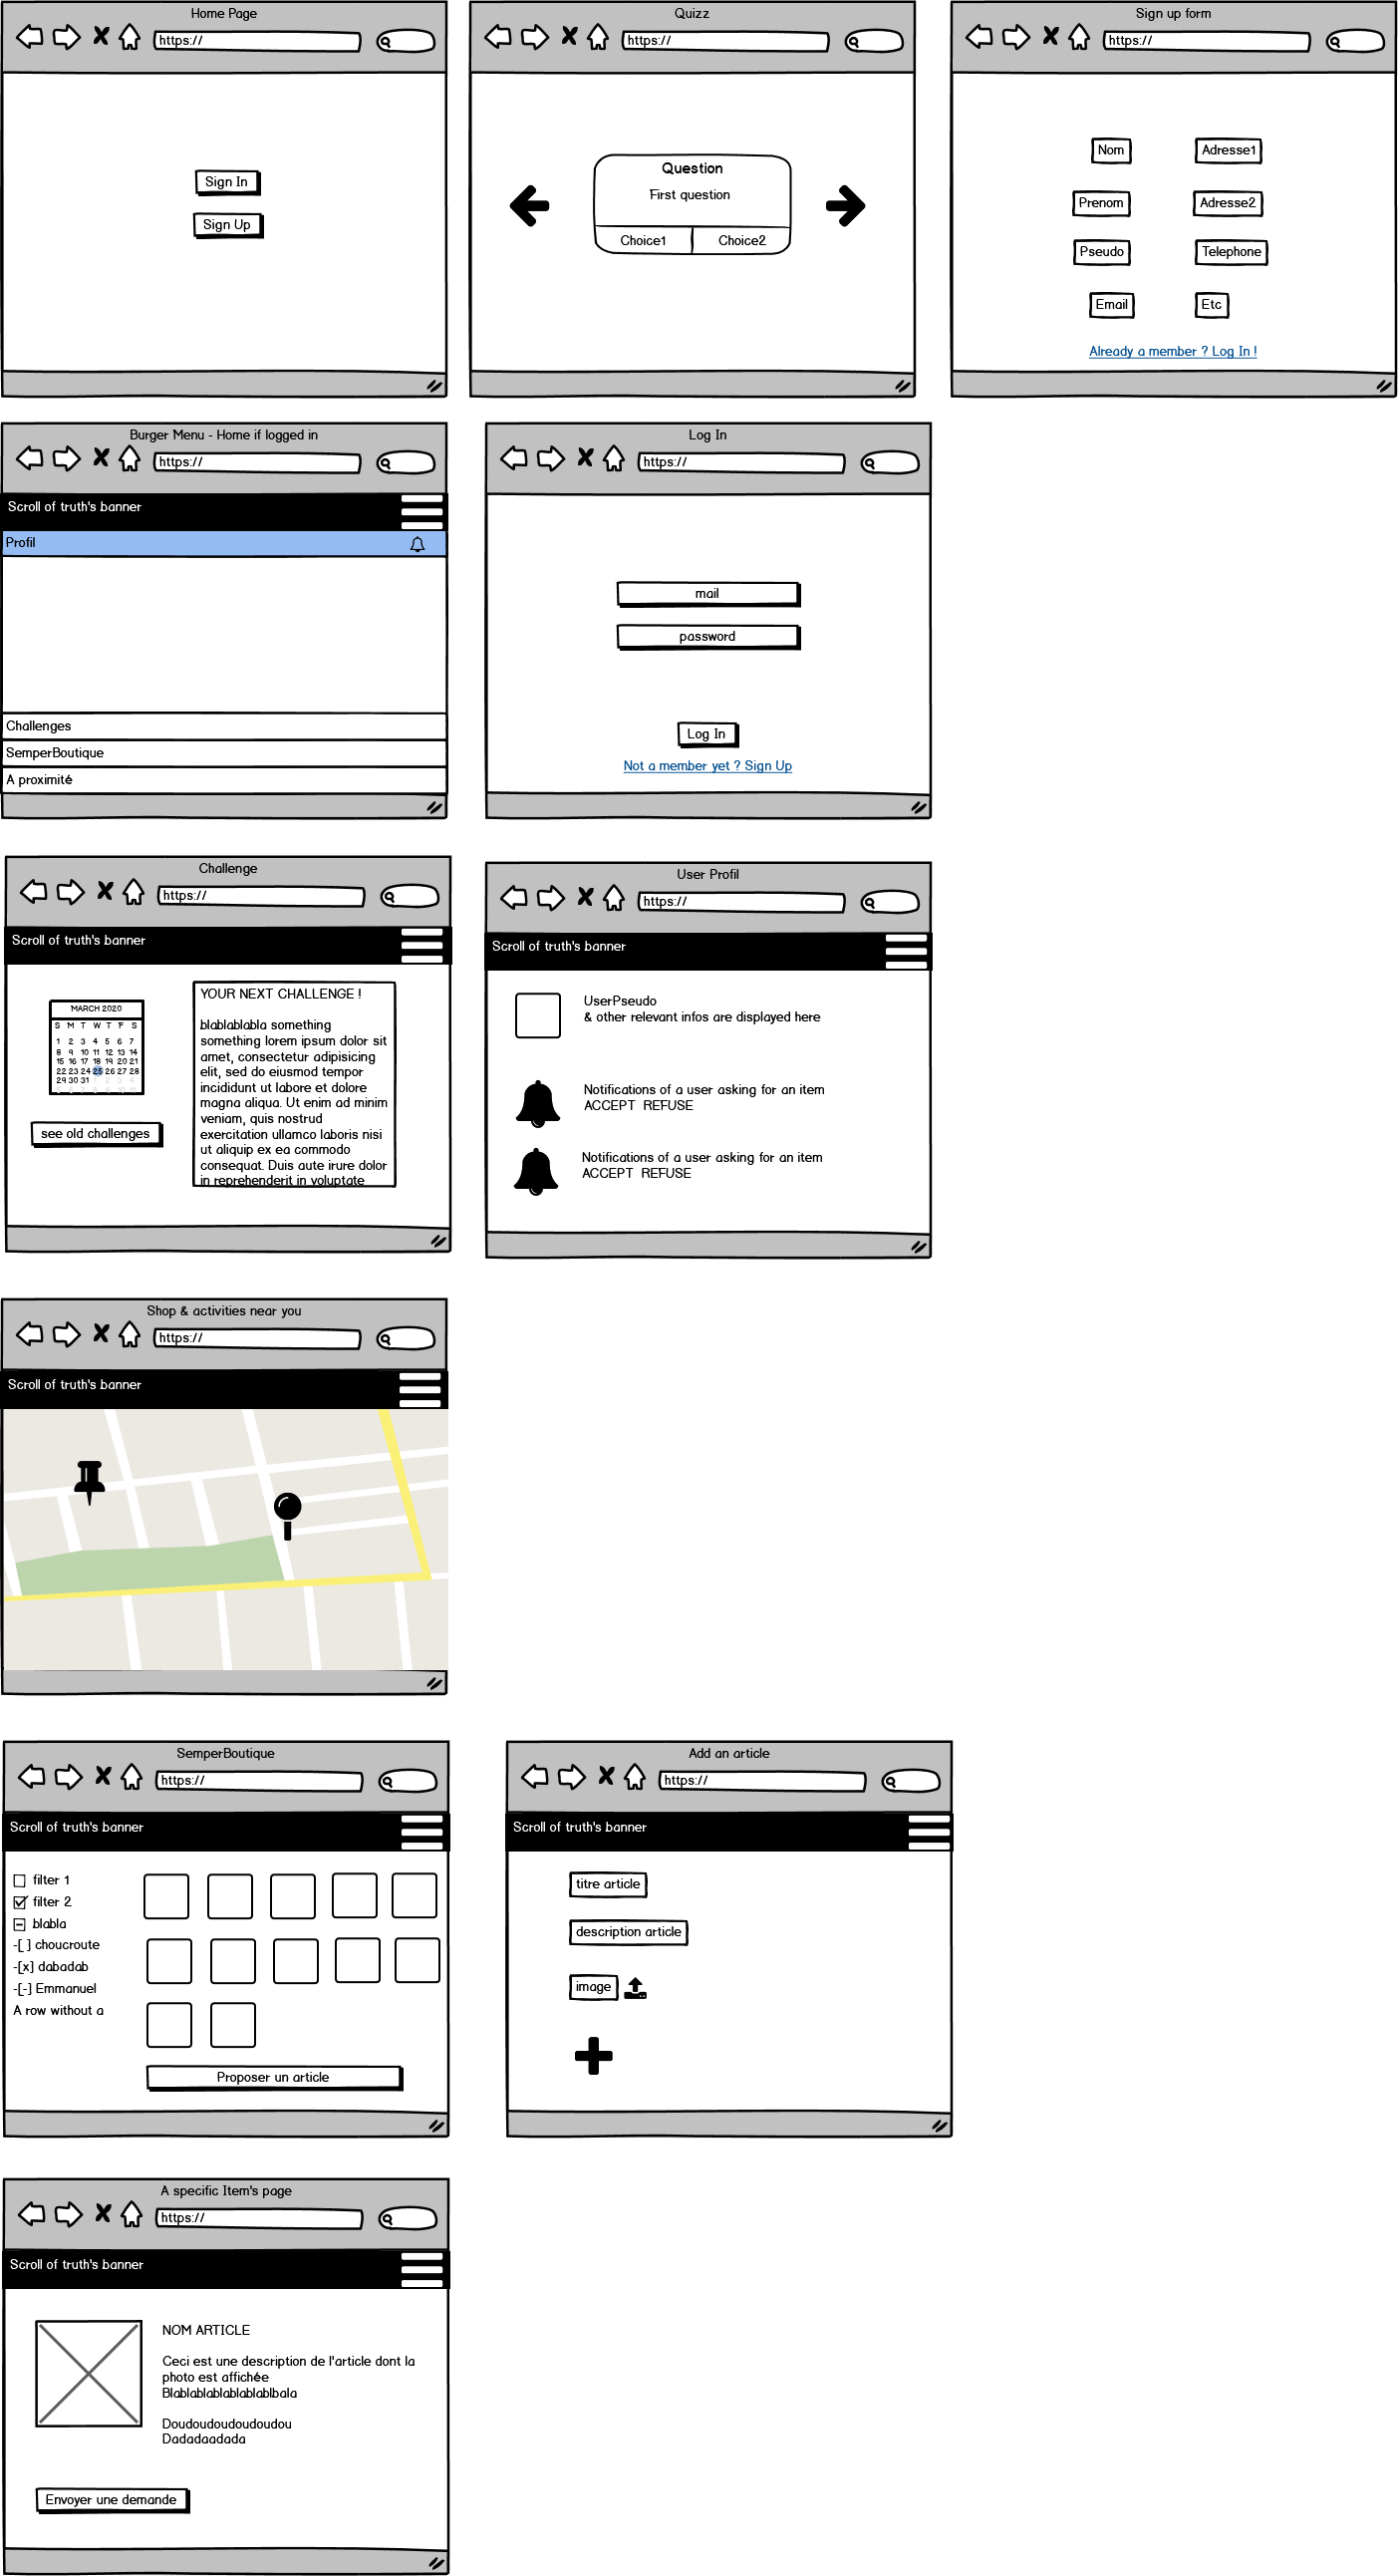 Home Page
https://
Sign In
Sign Up
Quizz
https://
Question
First question
Choice1 Choice2
Sign up form
https://
Nom Adresse1
Prenom Adresse2
Pseudo Telephone
Email Etc
Already a member ? Log In !
Burger Menu - Home if logged in
https://
Scroll of truth's banner
Profil
Challenges
SemperBoutique
A proximité
Log In
https://
mail
password
Log In
Not a member yet ? Sign Up
Challenge
https://
Scroll of truth's banner
MARCH 2020
S M T W T F S
1 2 3 4 5 6 7
8 9 10 11 12 13 14
15 16 17 18 19 20 21
22 23 24 25 26 27 28
29 30 31 1 2 3 4
5 6 7 8 9 10 11
see old challenges
YOUR NEXT CHALLENGE !
blablablabla something
something lorem ipsum dolor sit
amet, consectetur adipisicing
elit, sed do eiusmod tempor
incididunt ut labore et dolore
magna aliqua. Ut enim ad minim
veniam, quis nostrud
exercitation ullamco laboris nisi
ut aliquip ex ea commodo
consequat. Duis aute irure dolor
in reprehenderit in voluptate
User Profil
https://
Scroll of truth's banner
UserPseudo
& other relevant infos are displayed here
Notifications of a user asking for an item
ACCEPT REFUSE
Notifications of a user asking for an item
ACCEPT REFUSE
Shop & activities near you
https://
Scroll of truth's banner
SemperBoutique
https://
Scroll of truth's banner
filter 1
filter 2
blabla
-[ ] choucroute
-[x] dabadab
-[-] Emmanuel
A row without a
Proposer un article
Add an article
https://
Scroll of truth's banner
titre article
description article
image
A specific Item's page
https://
Scroll of truth's banner
NOM ARTICLE
Ceci est une description de l'article dont la
photo est affichée
Blablablablablablablbala
Doudoudoudoudoudou
Dadadaadada
Envoyer une demande